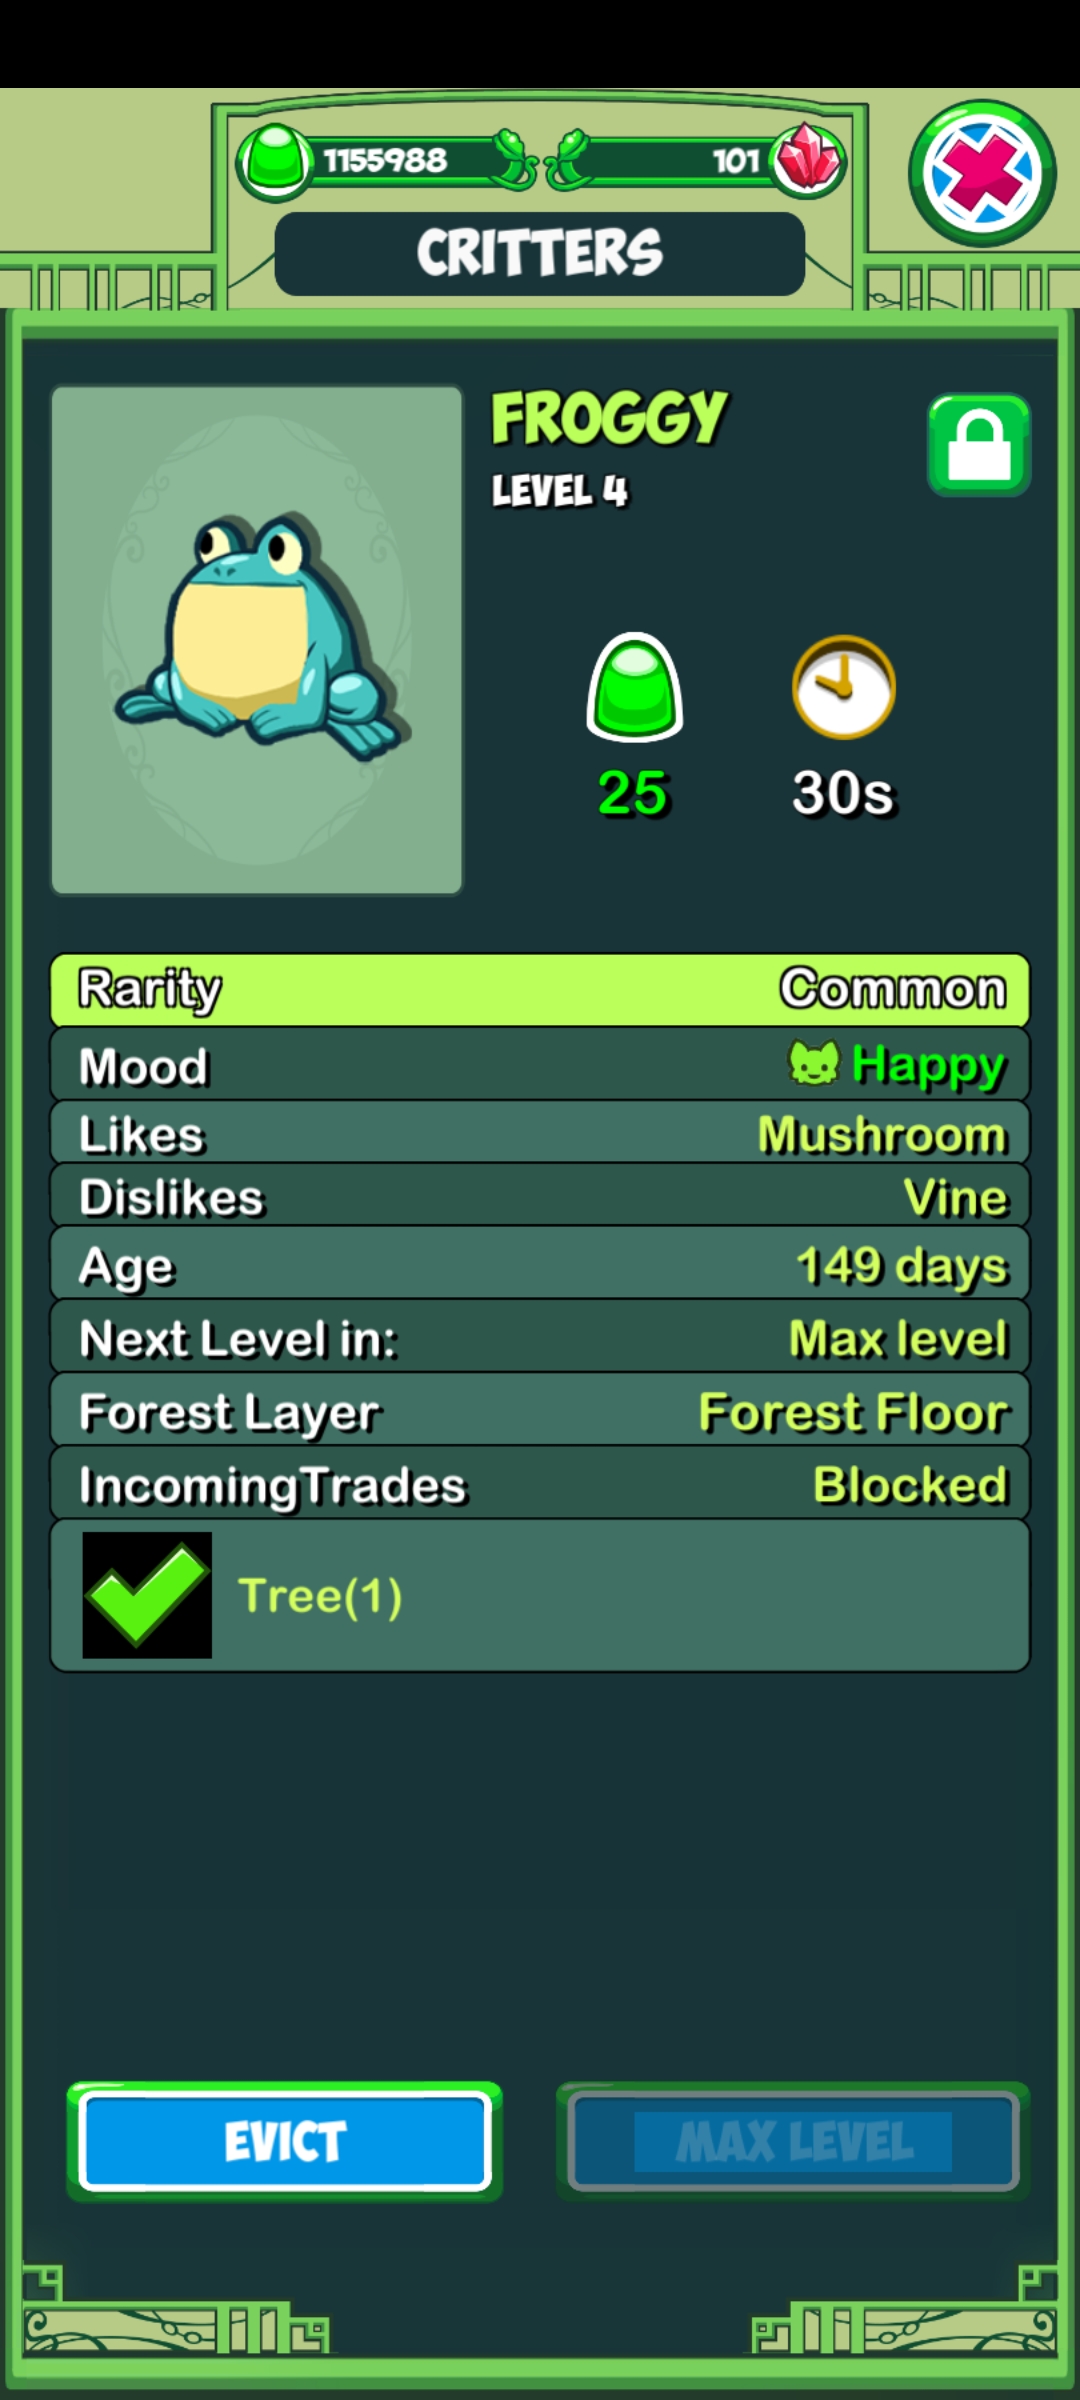 1155988 101
CRITTERS
FROGGY
LEVEL 4
25 30s
Rarity Common
Mood Happy
Likes Mushroom
Dislikes Vine
Age 149 days
Next Level in: Max level
Forest Layer Forest Floor
IncomingTrades Blocked
Tree(1)
EVICT MAX LEVEL